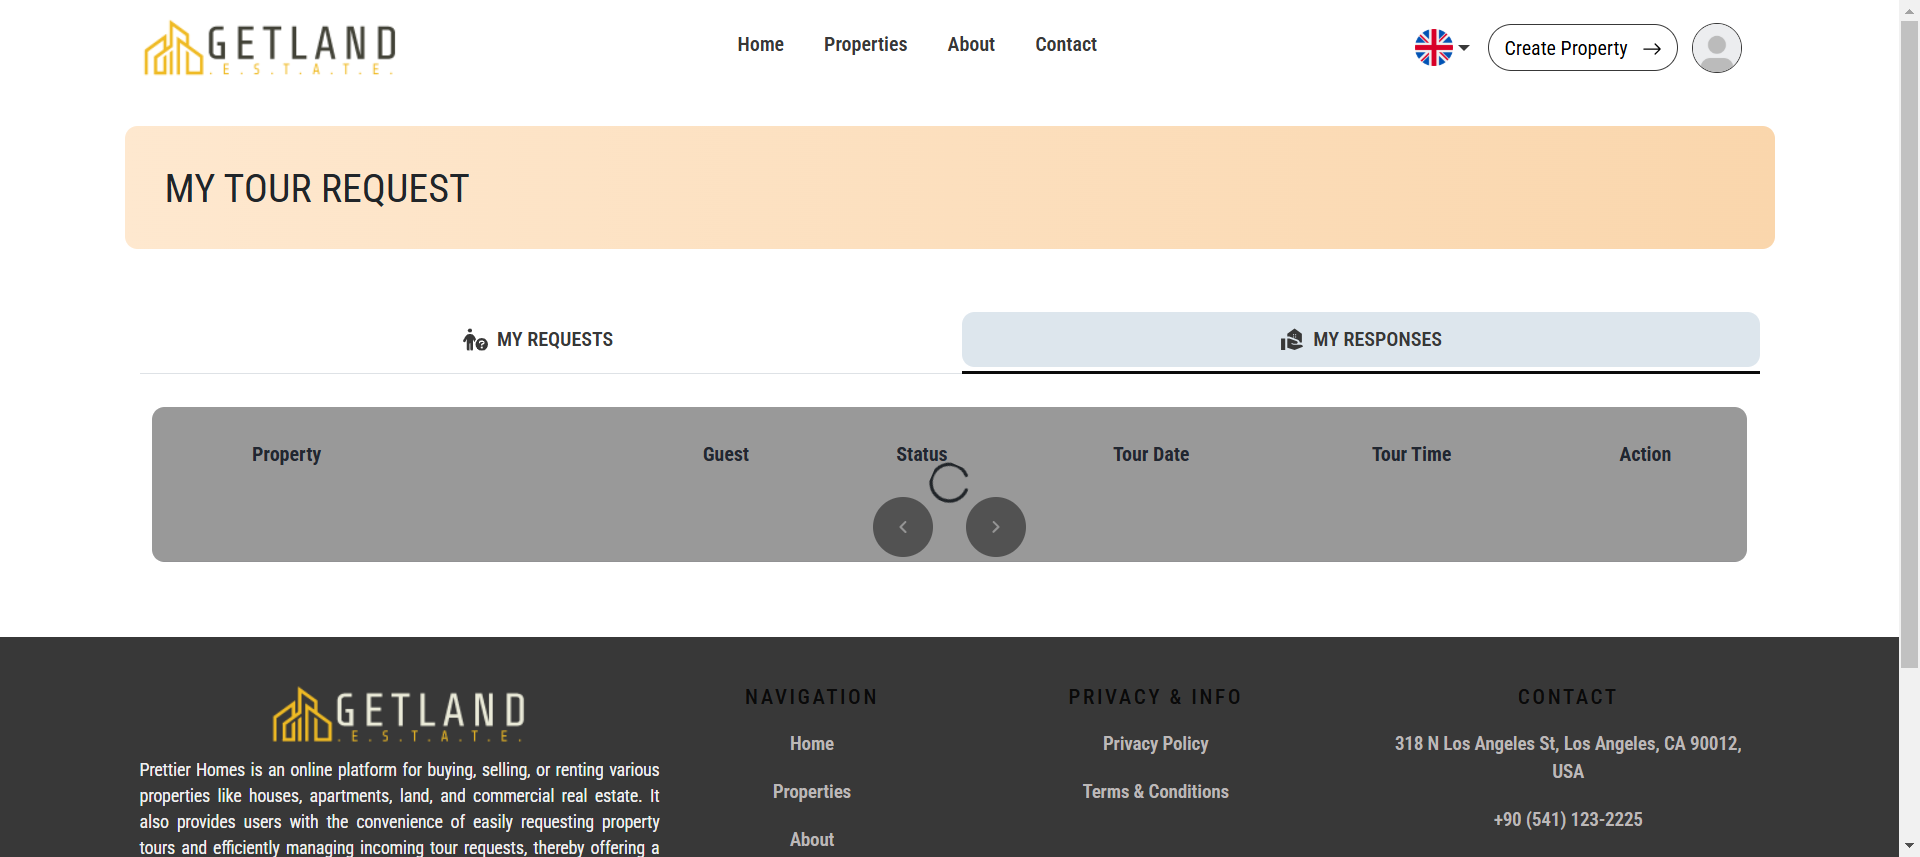 GETLAND
.E.S.T.A.T.E.
Home Properties About Contact
Create Property
MY TOUR REQUEST
MY REQUESTS
MY RESPONSES
Property Guest Status Tour Date Tour Time Action
GETLAND
.E.S.T.A.T.E.
Prettier Homes is an online platform for buying, selling, or renting various
properties like houses, apartments, land, and commercial real estate. It
also provides users with the convenience of easily requesting property
tours and efficiently managing incoming tour requests, thereby offering a
NAVIGATION
Home
Properties
About
PRIVACY & INFO
Privacy Policy
Terms & Conditions
CONTACT
318 N Los Angeles St, Los Angeles, CA 90012,
USA
+90 (541) 123-2225